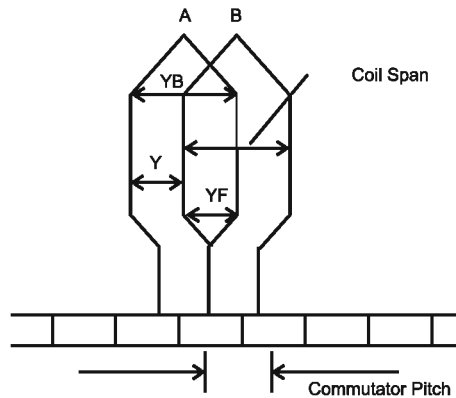 A B
YB
Coil Span
Y
YF
Commutator Pitch